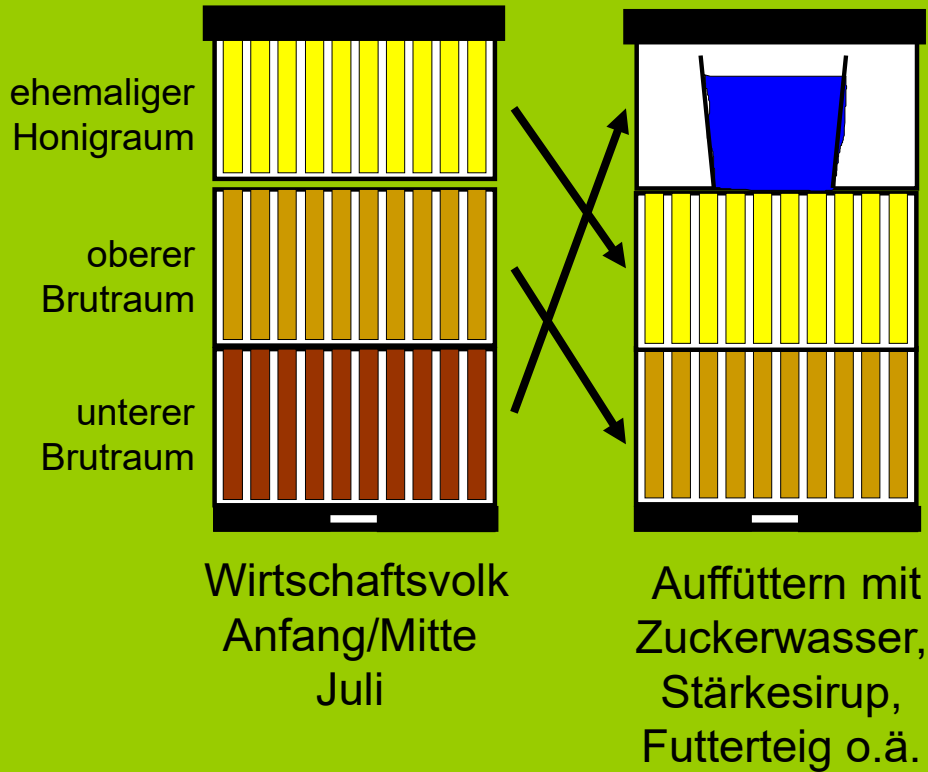 ehemaliger
Honigraum
oberer
Brutraum
unterer
Brutraum
Wirtschaftsvolk
Anfang/Mitte
Juli
Auffüttern mit
Zuckerwasser,
Stärkesirup,
Futterteig o.ä.